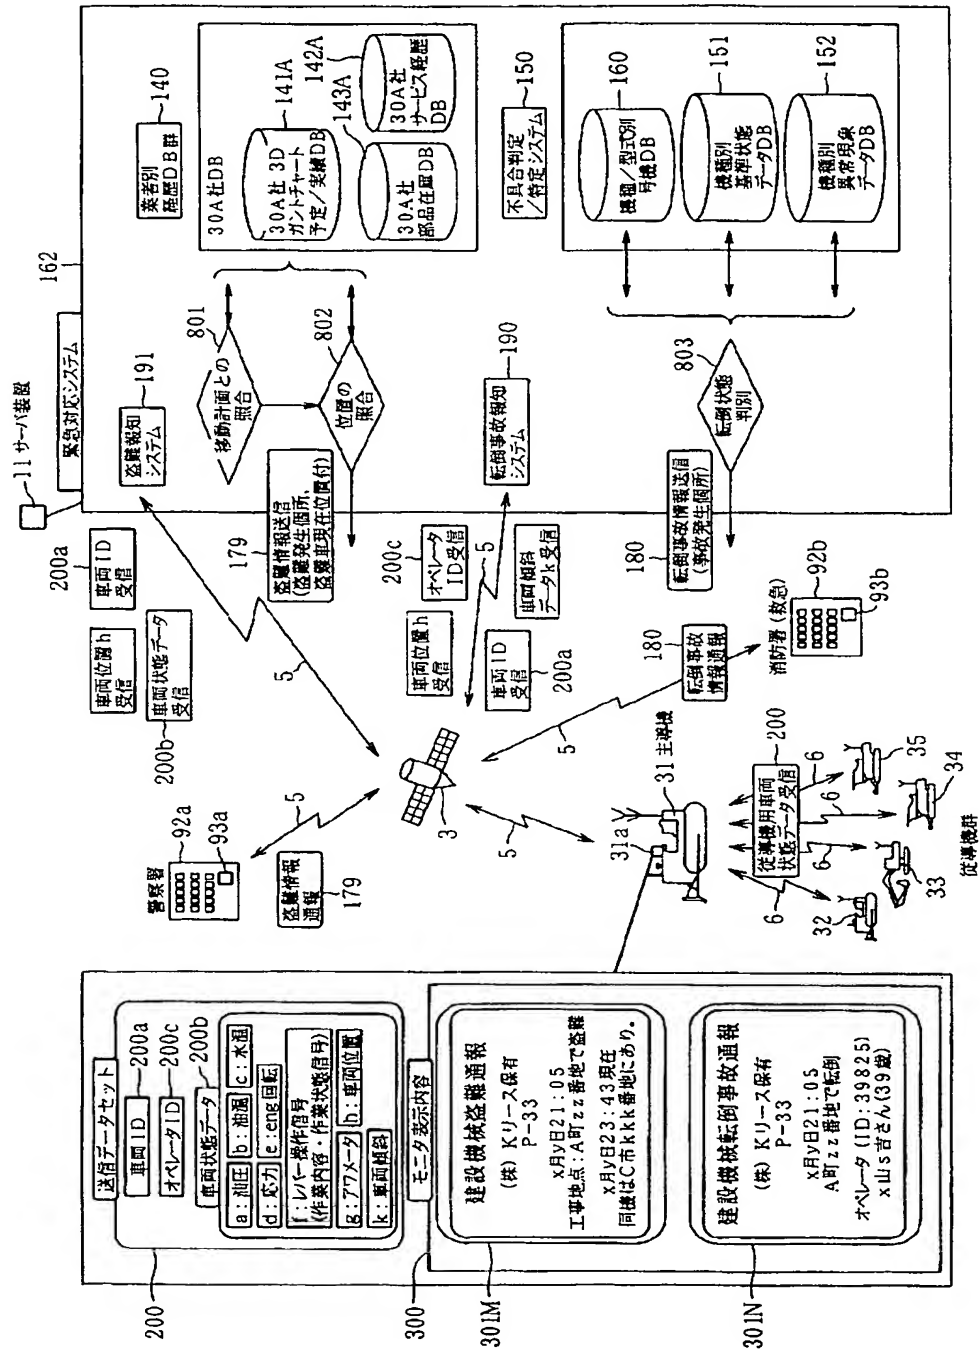 送信データセット
200
車両ID
200a
オペレータID
200c
車両状態データ
200b
a:油圧
b:油温
c:水温
d:応力
e:eng回転
f:レバー操作信号
(作業内容・作業状態信号)
g:アワメータ
h:車両位置
k:車両傾斜
300
モニタ表示内容
301M
建設機械盗難通報
(株)Kリース保有
P-33
x月y日21:05
工事地点:A町zz番地で盗難
x月y日23:43現在
同機はC市kkk番地にあり。
301N
建設機械転倒事故通報
(株)Kリース保有
P-33
x月y日21:05
A町zz番地で転倒
オペレータ(ID:39825)
x山s吉さん(39歳)
警察署
92a
93a
盗難情報
通報
179
5
3
5
31a
31 主導機
200
従導機用車両
状態データ受信
6
6
6
6
32
33
34
35
従導機群
5
転倒事故
情報通報
180
消防署(救急)
92b
93b
車両位置h
受信
車両ID
受信
200a
車両状態データ
受信
200b
5
車両位置h
受信
オペレータ
ID受信
200c
5
車両ID
受信
200a
車両傾斜
データk受信
11 サーバ装置
緊急対応システム
162
盗難報知
システム
191
移動計画との
照合
801
位置の
照合
802
盗難情報送信
(盗難発生個所,
盗難車現在位置付)
179
転倒事故報知
システム
190
転倒事故情報送信
(事故発生個所)
180
転倒状態
判別
803
業者別
経歴DB群
140
30A社DB
30A社 3D
ガントチャート
予定/実績DB
141A
30A社
サービス経歴
DB
142A
30A社
部品在庫DB
143A
不具合判定
/特定システム
150
機種/型式別
号機DB
160
機種別
基準状態
データDB
151
機種別
異常現象
データDB
152